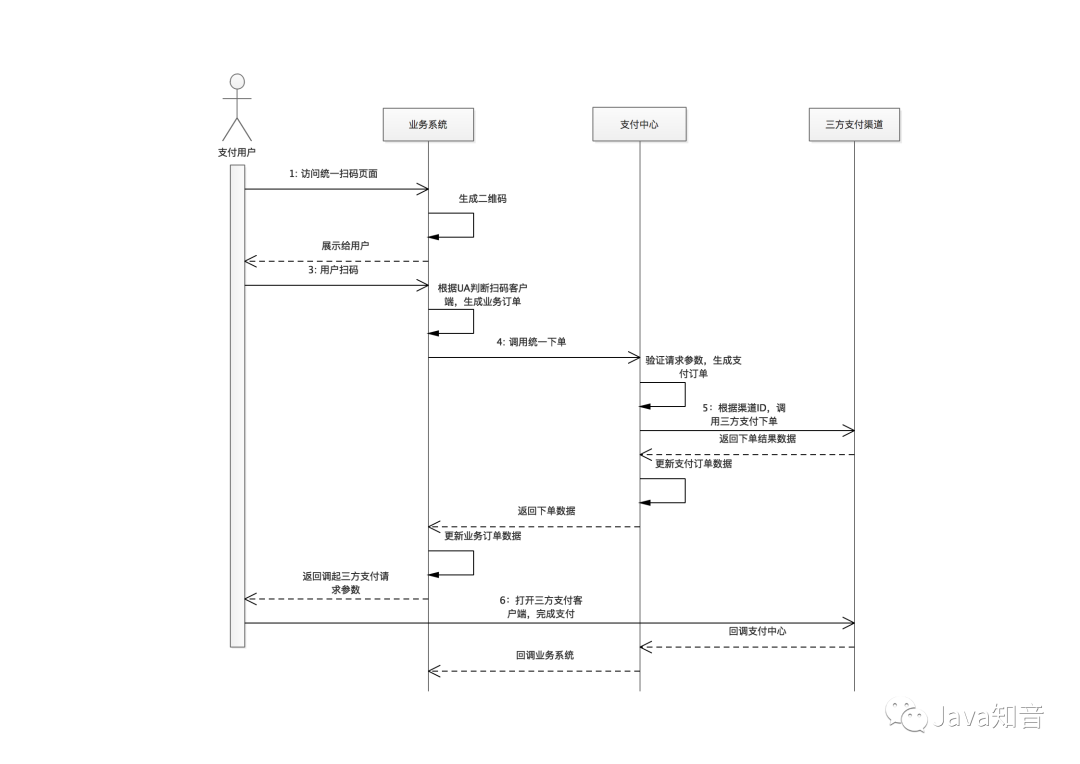 支付用户
业务系统
支付中心
三方支付渠道
1: 访问统一扫码页面
生成二维码
展示给用户
3: 用户扫码
根据UA判断扫码客户
端，生成业务订单
4: 调用统一下单
验证请求参数，生成支
付订单
5：根据渠道ID，调
用三方支付下单
返回下单结果数据
更新支付订单数据
返回下单数据
更新业务订单数据
返回调起三方支付请
求参数
6：打开三方支付客
户端，完成支付
回调支付中心
回调业务系统
Java知音